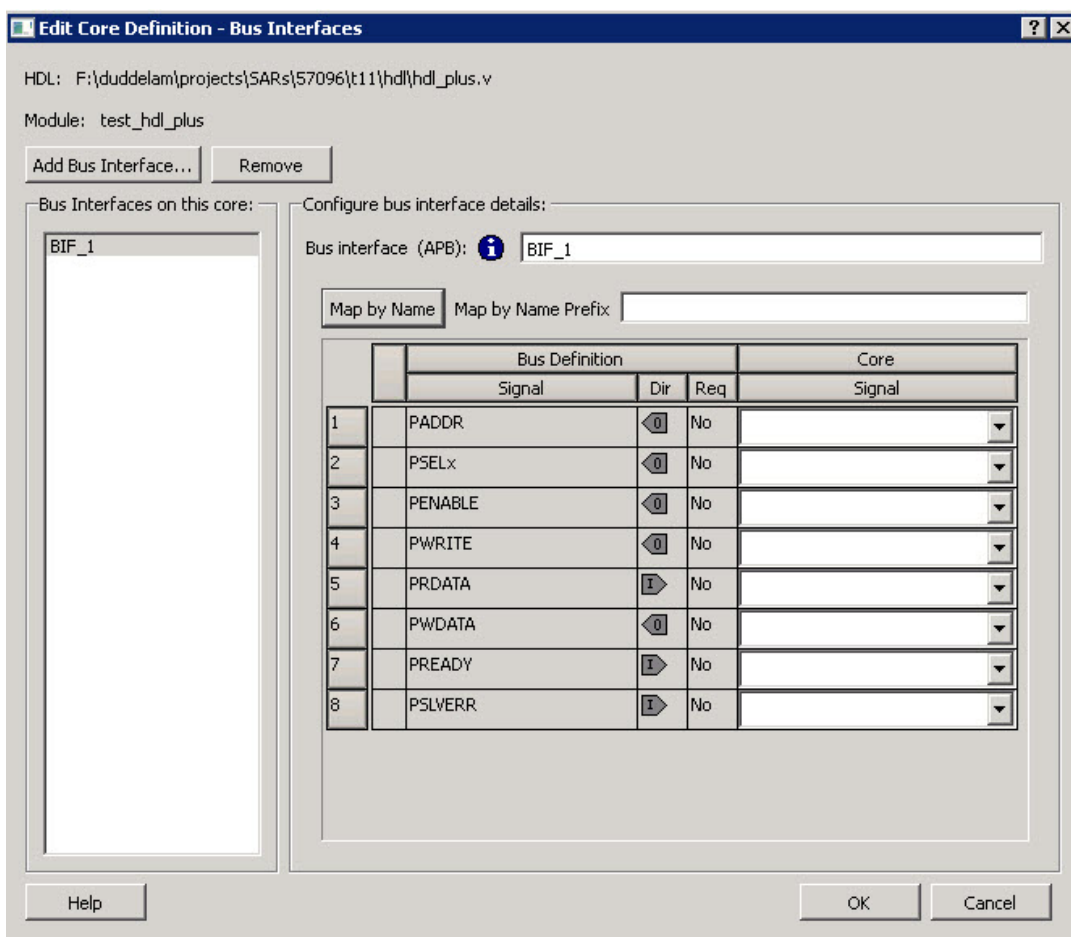 Edit Core Definition - Bus Interfaces
HDL: F:\duddelam\projects\SARs\57096\t11\hdl\hdl_plus.v
Module: test_hdl_plus
Add Bus Interface... Remove
Bus Interfaces on this core:
BIF_1
Configure bus interface details:
Bus interface (APB): i BIF_1
Map by Name Map by Name Prefix
Bus Definition Core
Signal Dir Req Signal
1 PADDR O No
2 PSELx O No
3 PENABLE O No
4 PWRITE O No
5 PRDATA I No
6 PWDATA O No
7 PREADY I No
8 PSLVERR I No
Help OK Cancel